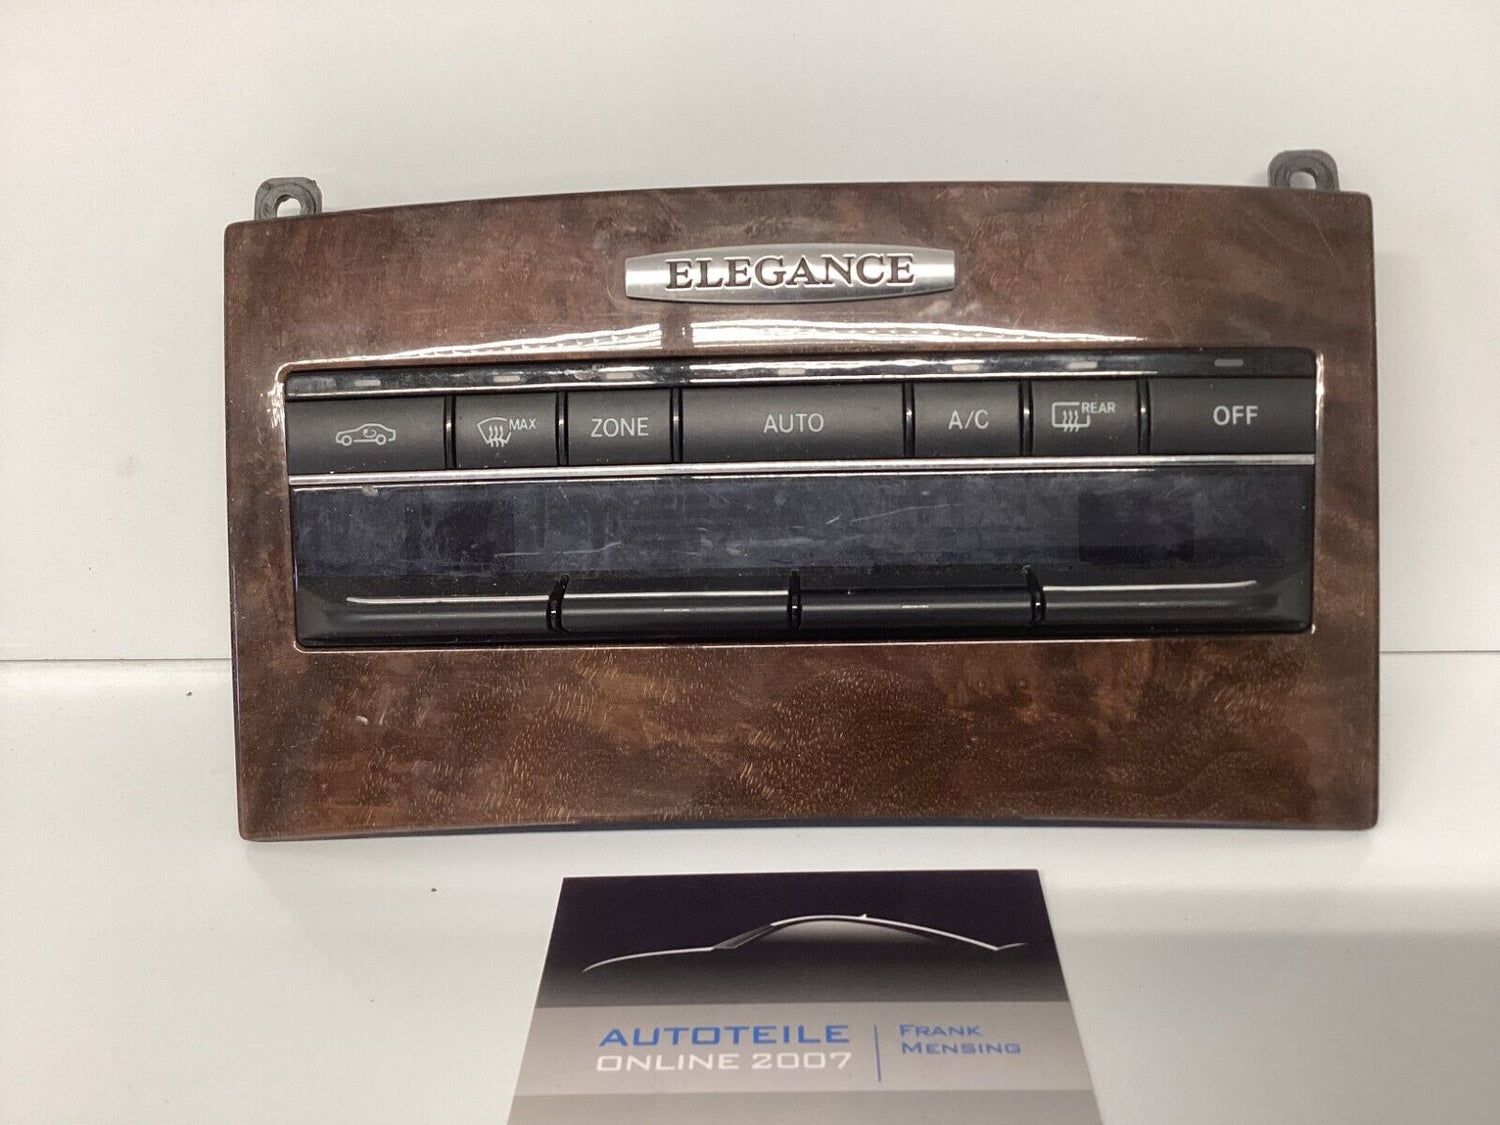 ELEGANCE
MAX ZONE AUTO A/C REAR OFF
AUTOTEILE
ONLINE 2007
FRANK
MENSING